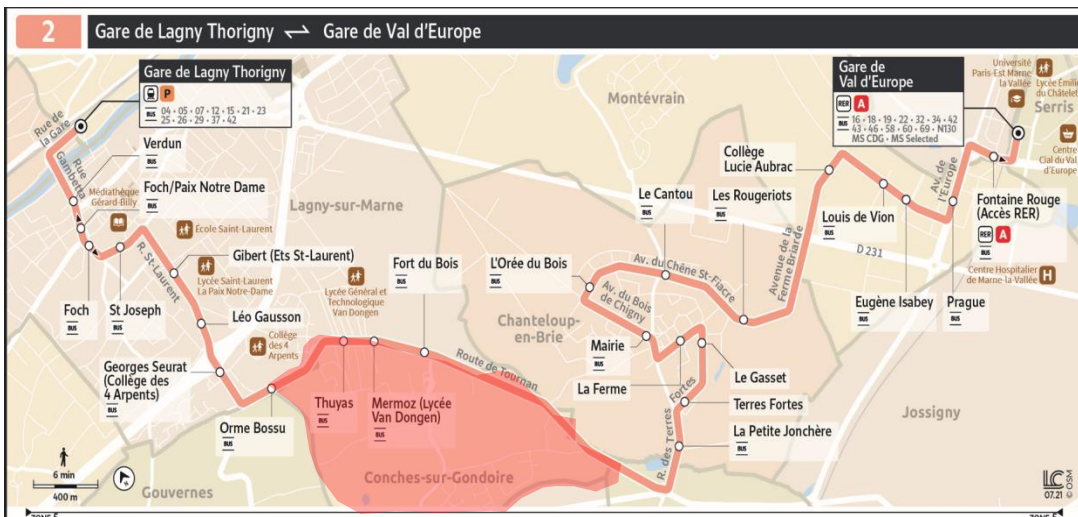 2
Gare de Lagny Thorigny ⇌ Gare de Val d'Europe
Gare de Lagny Thorigny
P
BUS
04 • 05 • 07 • 12 • 15 • 21 • 23
25 • 26 • 29 • 37 • 42
Rue de
la Gare
Rue
Gambetta
Verdun
BUS
Foch/Paix Notre Dame
BUS
Médiathèque
Gérard-Billy
École Saint-Laurent
R. St-Laurent
Foch
BUS
St Joseph
BUS
Gibert (Ets St-Laurent)
Lycée Saint-Laurent
La Paix Notre-Dame
Léo Gausson
Collège
des 4
Arpents
Georges Seurat
(Collège des
4 Arpents)
BUS
Orme Bossu
Lagny-sur-Marne
Lycée Général et
Technologique
Van Dongen
Thuyas
BUS
Mermoz (Lycée
Van Dongen)
BUS
Fort du Bois
BUS
Route de Tournan
Conches-sur-Gondoire
Gouvernes
Montévrain
Chanteloup-
en-Brie
L'Orée du Bois
BUS
Av. du Bois
de Chigny
Av. du Chêne St-Fiacre
Le Cantou
BUS
Les Rougeriots
BUS
Mairie
BUS
La Ferme
Le Gasset
Terres Fortes
La Petite Jonchère
BUS
R. des Terres Fortes
Avenue de la
Ferme Briarde
Collège
Lucie Aubrac
Louis de Vion
BUS
D 231
Eugène Isabey
BUS
Prague
BUS
Av. de
l'Europe
Gare de
Val d'Europe
RER A
BUS
16 • 18 • 19 • 22 • 32 • 34 • 42
43 • 46 • 58 • 60 • 69 • N130
MS CDG • MS Selected
Université
Paris-Est Marne
la Vallée
Lycée Emili
du Châtelet
Serris
Centre
Cial du Val
d'Europe
Fontaine Rouge
(Accès RER)
BUS
RER A
Centre Hospitalier
de Marne-la-Vallée
H
Jossigny
6 min
400 m
LC
07.21
© OSM
ZONE 5
ZONE 5